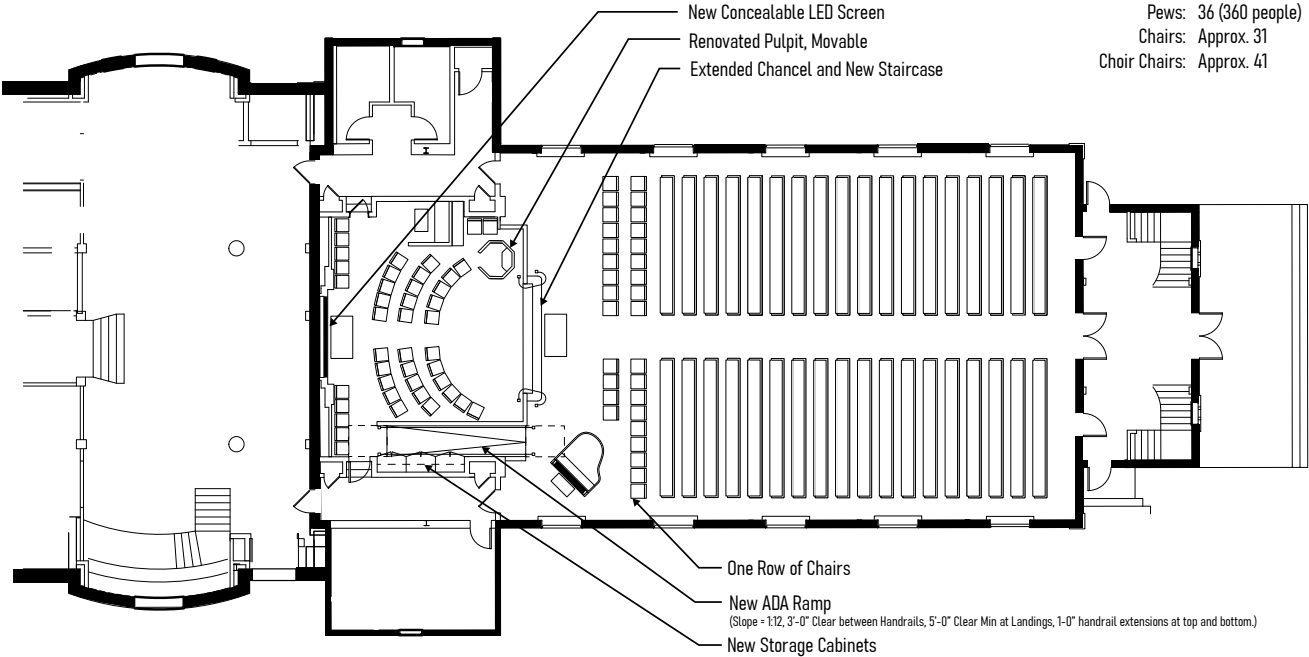 New Concealable LED Screen
Renovated Pulpit, Movable
Extended Chancel and New Staircase
Pews: 36 (360 people)
Chairs: Approx. 31
Choir Chairs: Approx. 41
One Row of Chairs
New ADA Ramp
(Slope = 1:12, 3'-0" Clear between Handrails, 5'-0" Clear Min at Landings, 1-0" handrail extensions at top and bottom.)
New Storage Cabinets